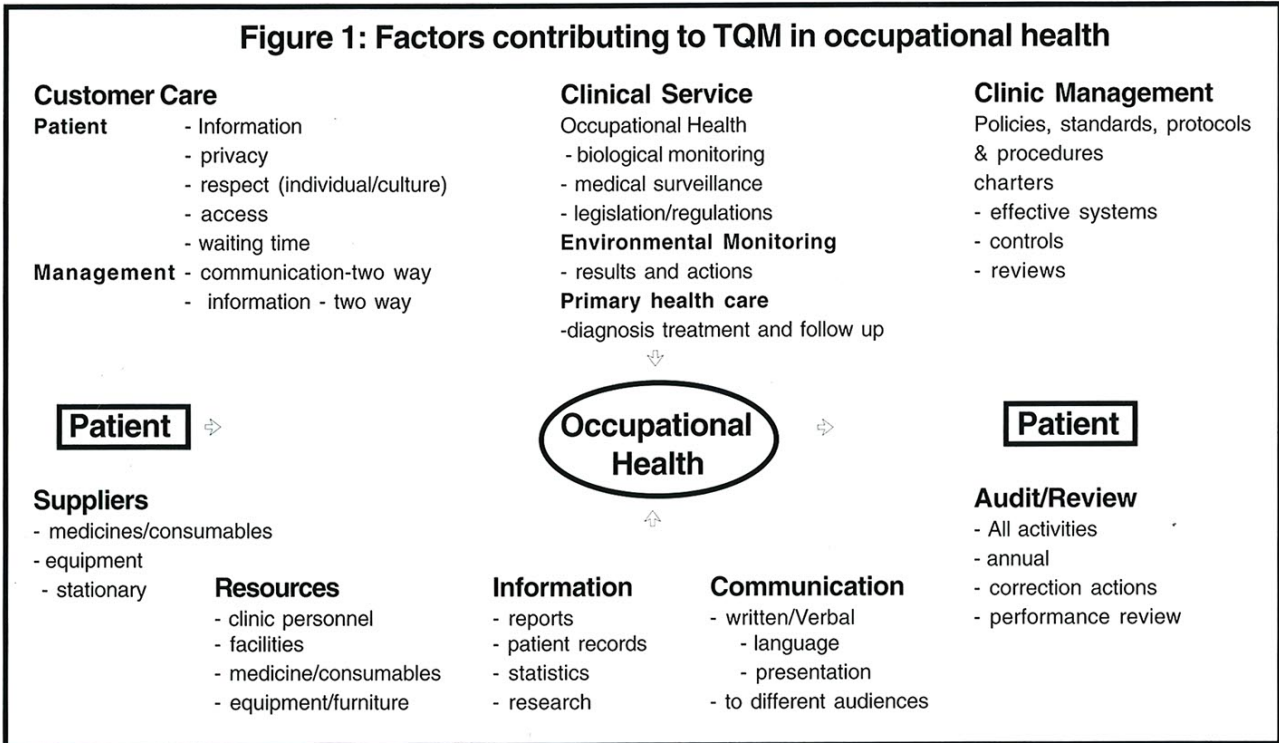 Figure 1: Factors contributing to TQM in occupational health
Customer Care
Patient - Information
- privacy
- respect (individual/culture)
- access
- waiting time
Management - communication-two way
- information - two way
Clinical Service
Occupational Health
- biological monitoring
- medical surveillance
- legislation/regulations
Environmental Monitoring
- results and actions
Primary health care
-diagnosis treatment and follow up
Clinic Management
Policies, standards, protocols
& procedures
charters
- effective systems
- controls
- reviews
Patient
Occupational
Health
Patient
Suppliers
- medicines/consumables
- equipment
- stationary
Resources
- clinic personnel
- facilities
- medicine/consumables
- equipment/furniture
Information
- reports
- patient records
- statistics
- research
Communication
- written/Verbal
- language
- presentation
- to different audiences
Audit/Review
- All activities
- annual
- correction actions
- performance review